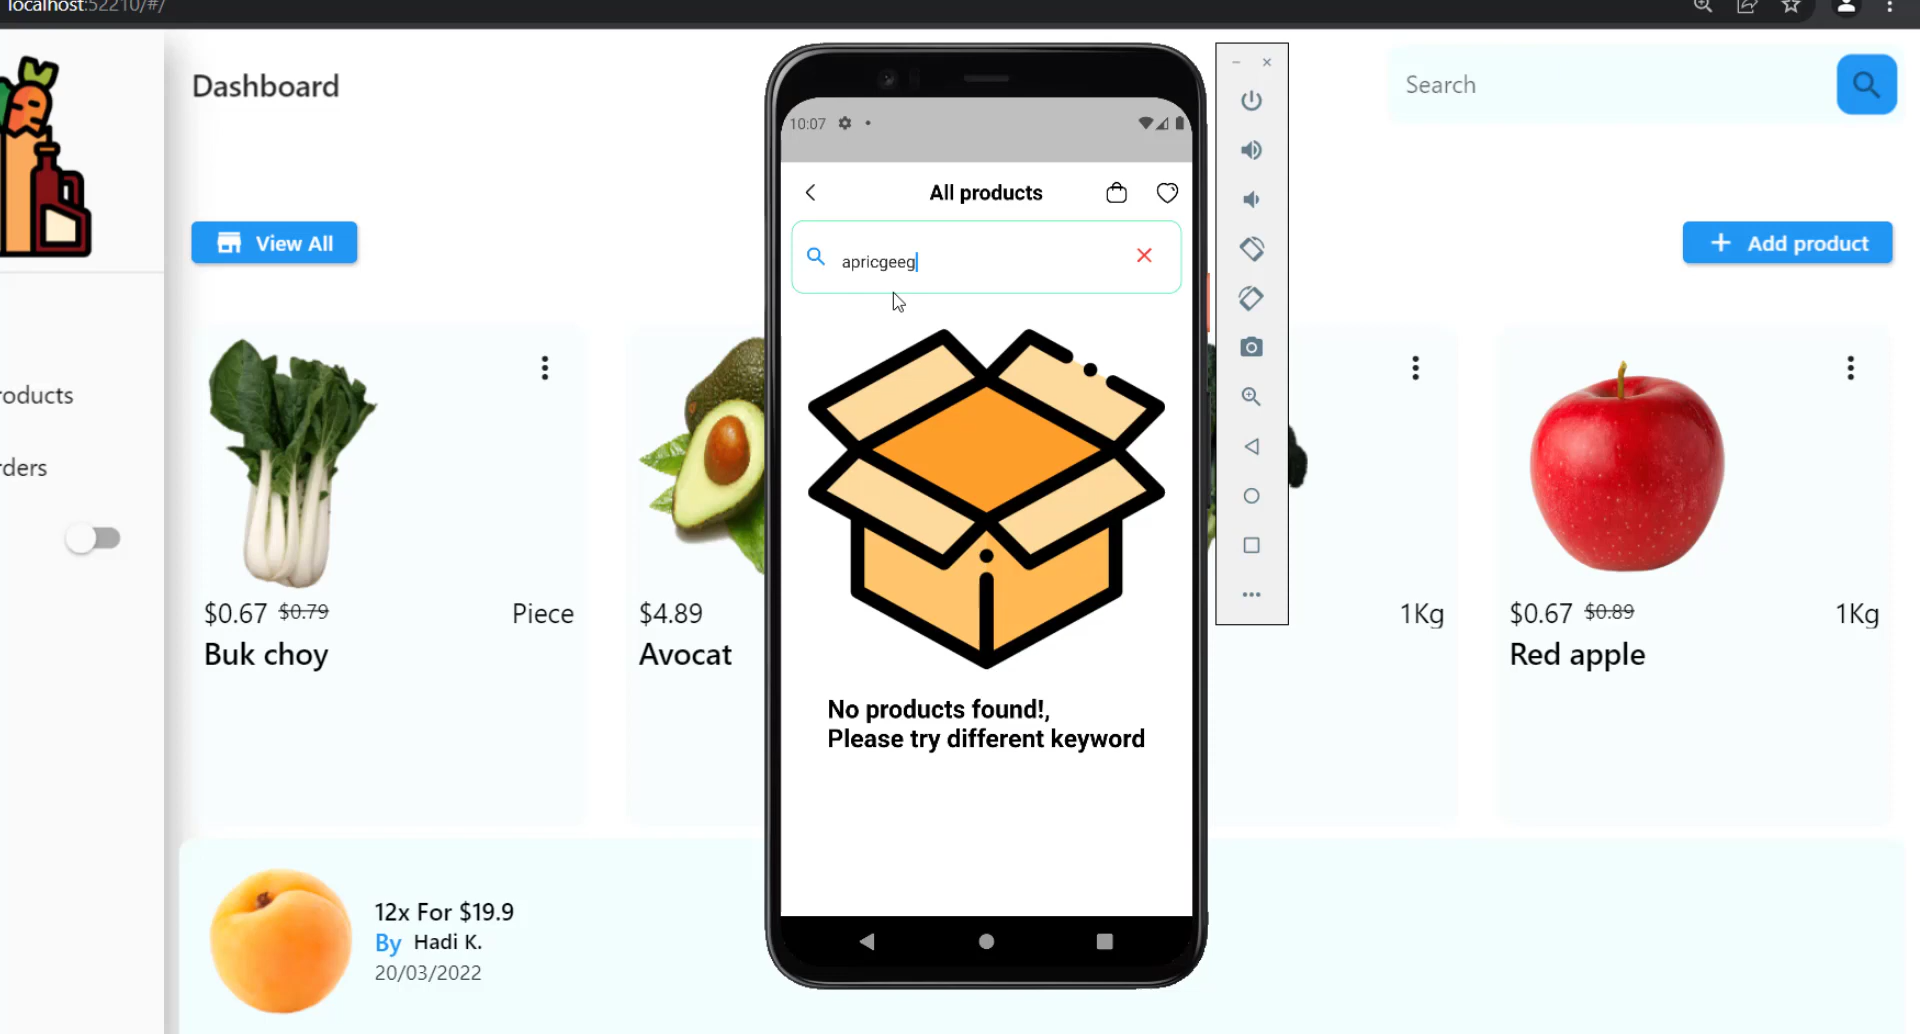 localhost:52210/#/
Dashboard
Search
View All
Add product
roducts
rders
10:07
All products
apricgeeg
No products found!,
Please try different keyword
$0.67 $0.79 Piece
Buk choy
$4.89
Avocat
1Kg
$0.67 $0.89 1Kg
Red apple
12x For $19.9
By Hadi K.
20/03/2022